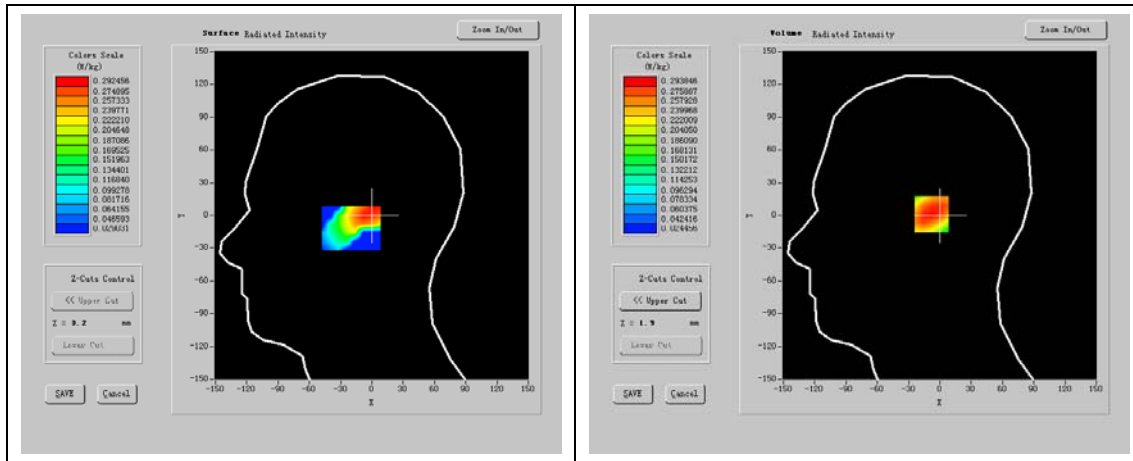 Surface Radiated Intensity
Zoom In/Out
Colors Scale
(W/kg)
0.292456
0.274895
0.257333
0.239771
0.222210
0.204648
0.187086
0.169525
0.151963
0.134401
0.116840
0.099278
0.081716
0.064155
0.046593
0.029031
150
120
90
60
30
0
-30
-60
-90
-120
-150
Y
-150 -120 -90 -60 -30 0 30 60 90 120 150
X
Z-Cuts Control
<< Upper Cut
mm
Lower Cut
SAVE Cancel
Volume Radiated Intensity
Zoom In/Out
Colors Scale
(W/kg)
0.293846
0.275887
0.257928
0.239968
0.222009
0.204050
0.186090
0.168131
0.150172
0.132212
0.114253
0.096294
0.078334
0.060375
0.042416
0.024456
150
120
90
60
30
0
-30
-60
-90
-120
-150
Y
-150 -120 -90 -60 -30 0 30 60 90 120 150
X
Z-Cuts Control
<< Upper Cut
mm
Lower Cut
SAVE Cancel